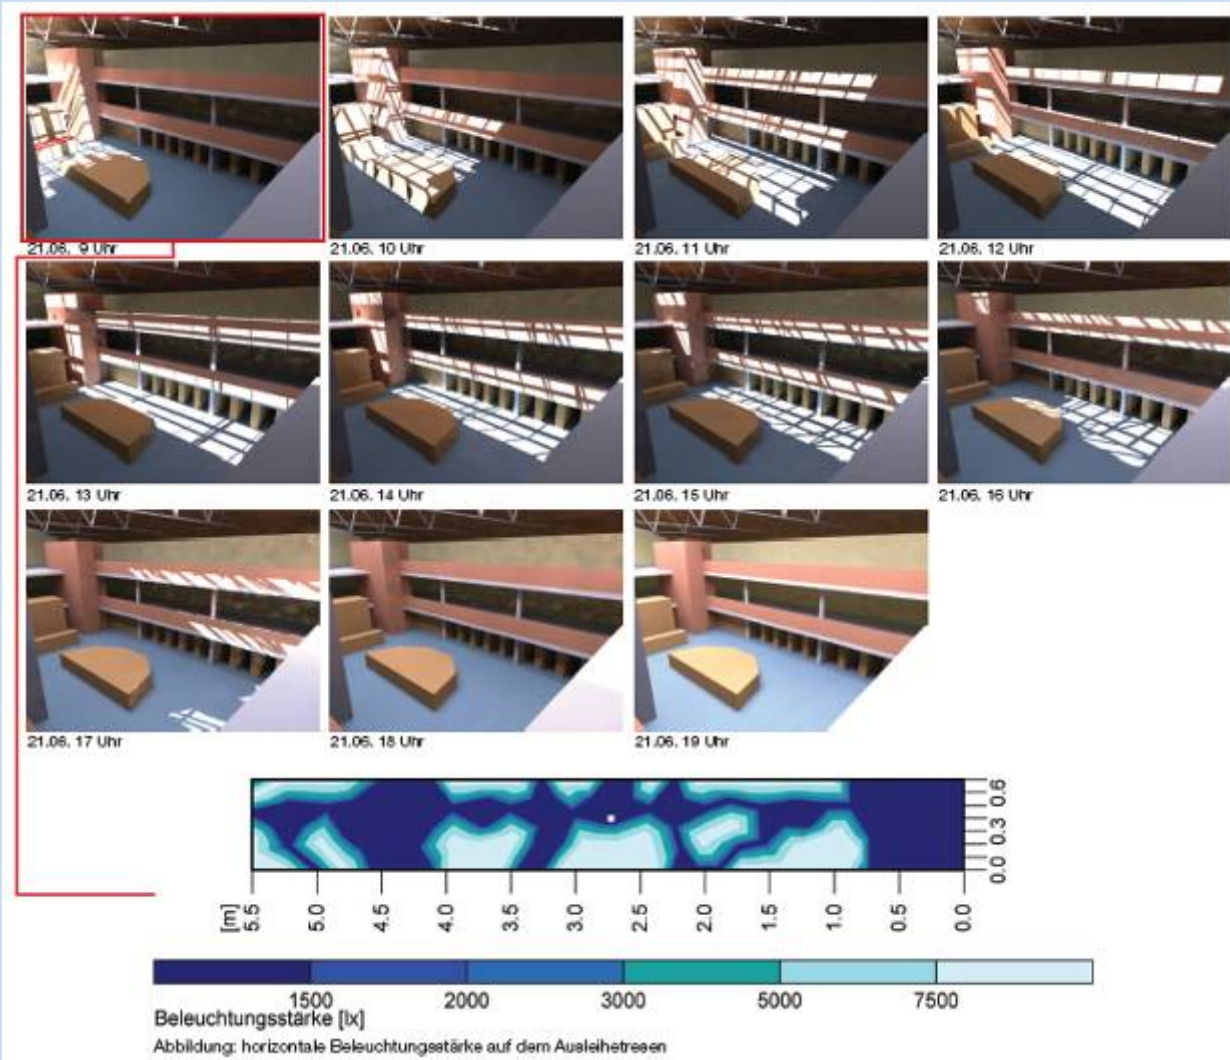 21.06. 9 Uhr
21.06. 10 Uhr
21.06. 11 Uhr
21.06. 12 Uhr
21.06. 13 Uhr
21.06. 14 Uhr
21.06. 15 Uhr
21.06. 16 Uhr
21.06. 17 Uhr
21.06. 18 Uhr
21.06. 19 Uhr
0.6
0.3
0.0
[m]
5.5 5.0 4.5 4.0 3.5 3.0 2.5 2.0 1.5 1.0 0.5 0.0
1500 2000 3000 5000 7500
Beleuchtungsstärke [lx]
Abbildung: horizontale Beleuchtungsstärke auf dem Ausleihetresen